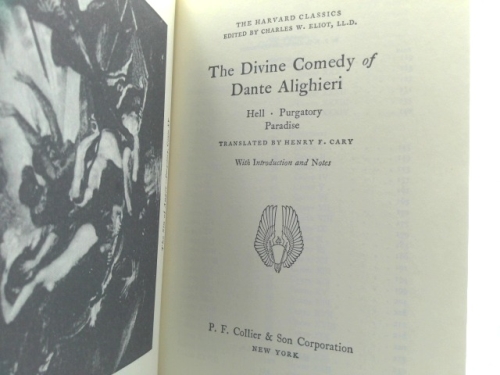 THE HARVARD CLASSICS
EDITED BY CHARLES W. ELIOT, LL.D.
The Divine Comedy of
Dante Alighieri
Hell · Purgatory
Paradise
TRANSLATED BY HENRY F. CARY
With Introduction and Notes
P. F. Collier & Son Corporation
NEW YORK